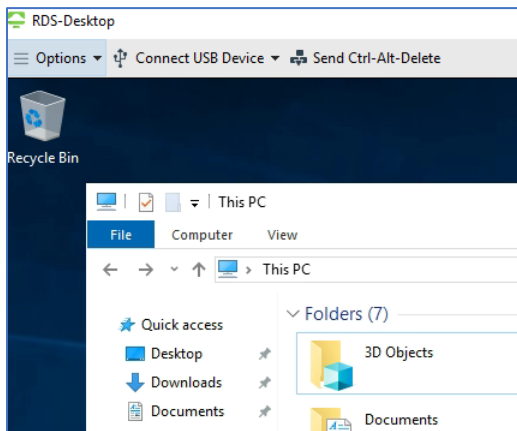 RDS-Desktop
Options Connect USB Device Send Ctrl-Alt-Delete
Recycle Bin
This PC
File Computer View
This PC
Quick access
Desktop
Downloads
Documents
Folders (7)
3D Objects
Documents